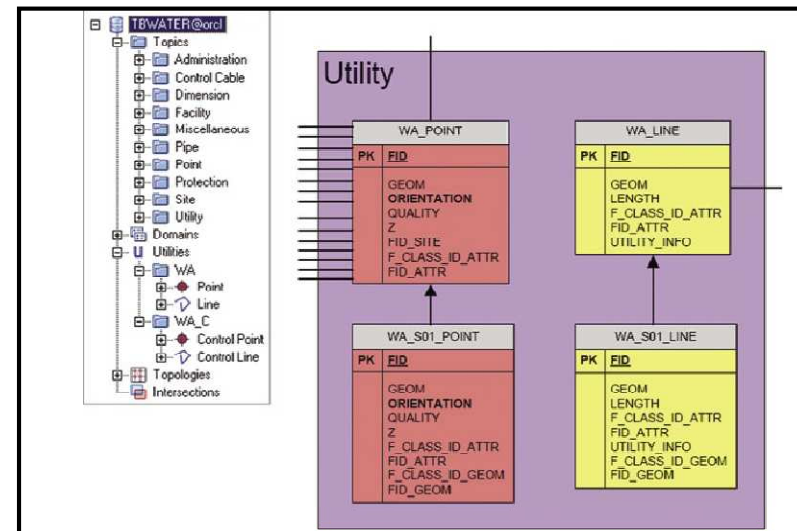 TBWATER@orcl
Topics
Administration
Control Cable
Dimension
Facility
Miscellaneous
Pipe
Point
Protection
Site
Utility
Domains
U Utilities
WA
Point
Line
WA_C
Control Point
Control Line
Topologies
Intersections
Utility
WA_POINT
PK FID
GEOM
ORIENTATION
QUALITY
Z
FID_SITE
F_CLASS_ID_ATTR
FID_ATTR
WA_LINE
PK FID
GEOM
LENGTH
F_CLASS_ID_ATTR
FID_ATTR
UTILITY_INFO
WA_S01_POINT
PK FID
GEOM
ORIENTATION
QUALITY
Z
F_CLASS_ID_ATTR
FID_ATTR
F_CLASS_ID_GEOM
FID_GEOM
WA_S01_LINE
PK FID
GEOM
LENGTH
F_CLASS_ID_ATTR
FID_ATTR
UTILITY_INFO
F_CLASS_ID_GEOM
FID_GEOM